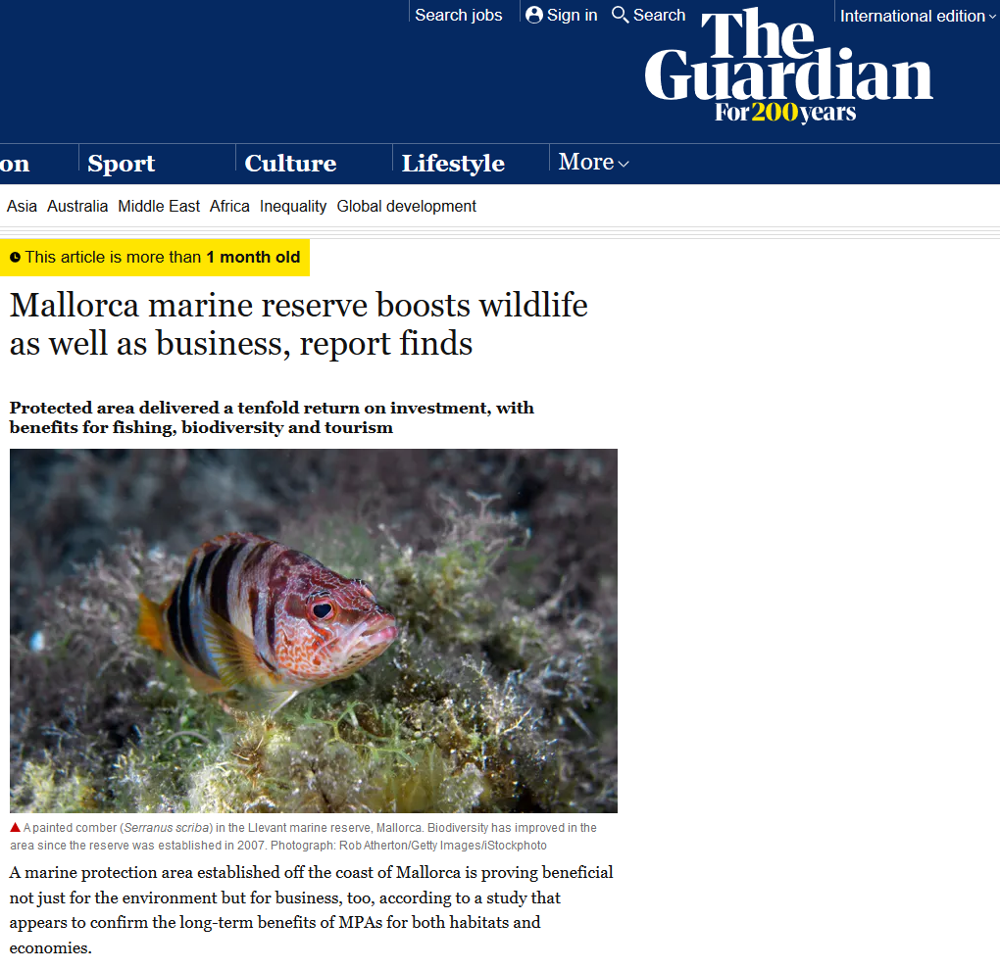 Search jobs
Sign in
Search
International edition
The
Guardian
For200years
on
Sport
Culture
Lifestyle
More
Asia Australia Middle East Africa Inequality Global development
This article is more than 1 month old
Mallorca marine reserve boosts wildlife
as well as business, report finds
Protected area delivered a tenfold return on investment, with
benefits for fishing, biodiversity and tourism
A painted comber (Serranus scriba) in the Llevant marine reserve, Mallorca. Biodiversity has improved in the
area since the reserve was established in 2007. Photograph: Rob Atherton/Getty Images/iStockphoto
A marine protection area established off the coast of Mallorca is proving beneficial
not just for the environment but for business, too, according to a study that
appears to confirm the long-term benefits of MPAs for both habitats and
economies.